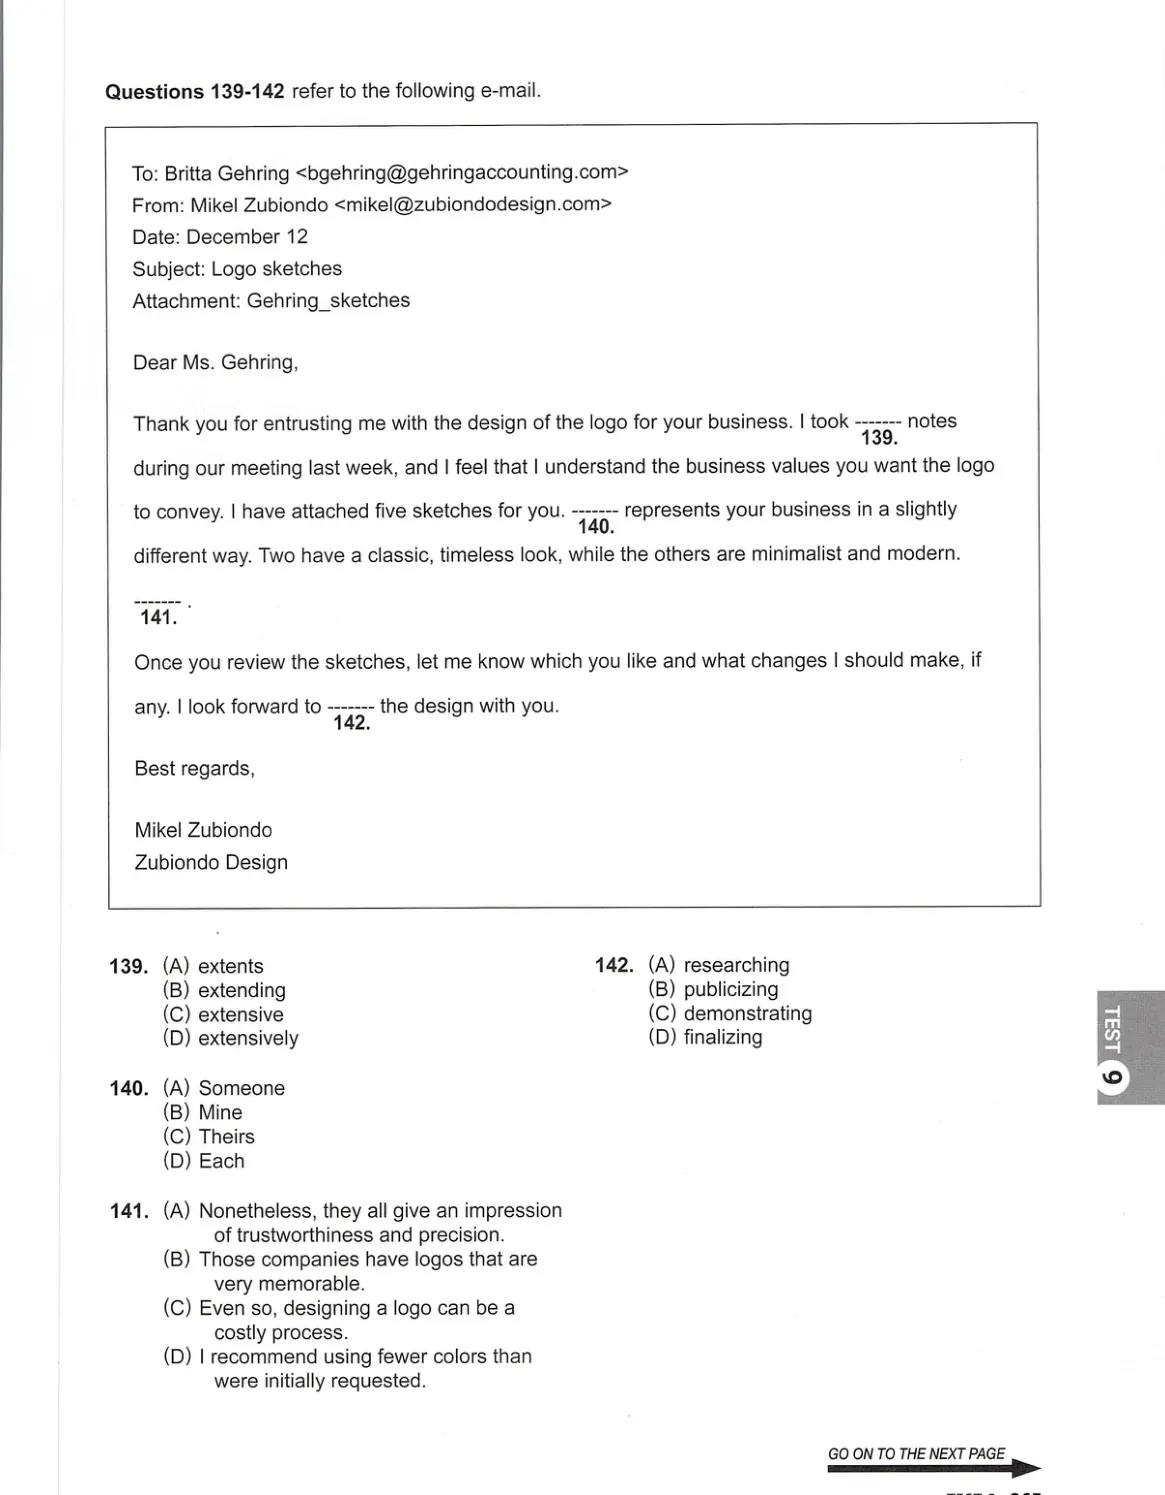 Questions 139-142 refer to the following e-mail.
To: Britta Gehring <bgehring@gehringaccounting.com>
From: Mikel Zubiondo <mikel@zubiondodesign.com>
Date: December 12
Subject: Logo sketches
Attachment: Gehring_sketches
Dear Ms. Gehring,
Thank you for entrusting me with the design of the logo for your business. I took ------- notes
139.
during our meeting last week, and I feel that I understand the business values you want the logo
to convey. I have attached five sketches for you. ------- represents your business in a slightly
140.
different way. Two have a classic, timeless look, while the others are minimalist and modern.
------- .
141.
Once you review the sketches, let me know which you like and what changes I should make, if
any. I look forward to ------- the design with you.
142.
Best regards,
Mikel Zubiondo
Zubiondo Design
139. (A) extents
(B) extending
(C) extensive
(D) extensively
140. (A) Someone
(B) Mine
(C) Theirs
(D) Each
141. (A) Nonetheless, they all give an impression
of trustworthiness and precision.
(B) Those companies have logos that are
very memorable.
(C) Even so, designing a logo can be a
costly process.
(D) I recommend using fewer colors than
were initially requested.
142. (A) researching
(B) publicizing
(C) demonstrating
(D) finalizing
TEST 9
GO ON TO THE NEXT PAGE